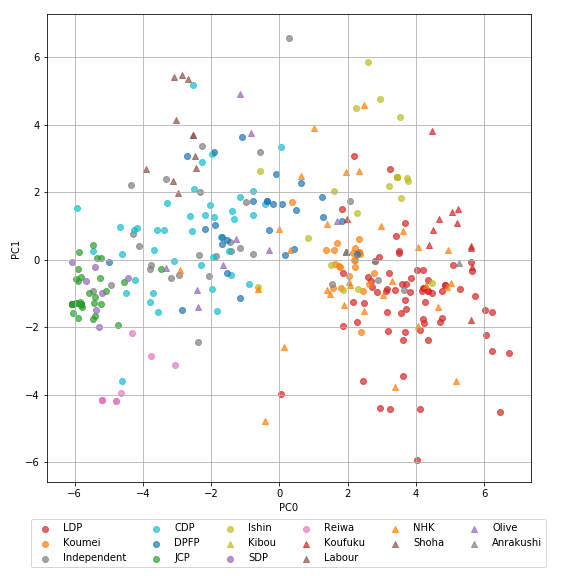 6
4
2
0
−2
−4
−6
PC1
−6 −4 −2 0 2 4 6
PC0
LDP CDP Ishin Reiwa NHK Olive
Koumei DPFP Kibou Koufuku Shoha Anrakushi
Independent JCP SDP Labour